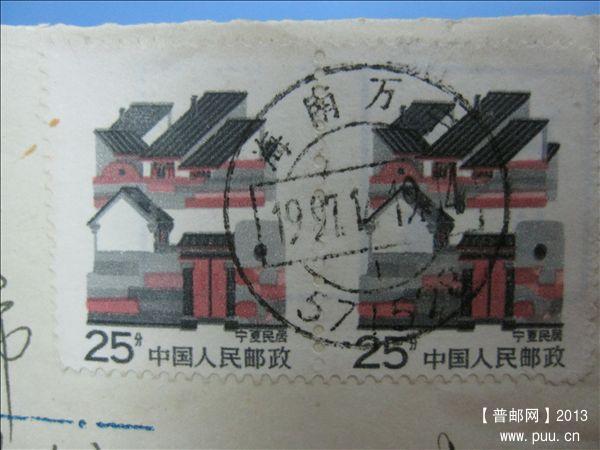 海南万
1997.1
宁夏民居
25分 中国人民邮政
宁夏民居
25分 中国人民邮政
【普邮网】2013
www.puu.cn